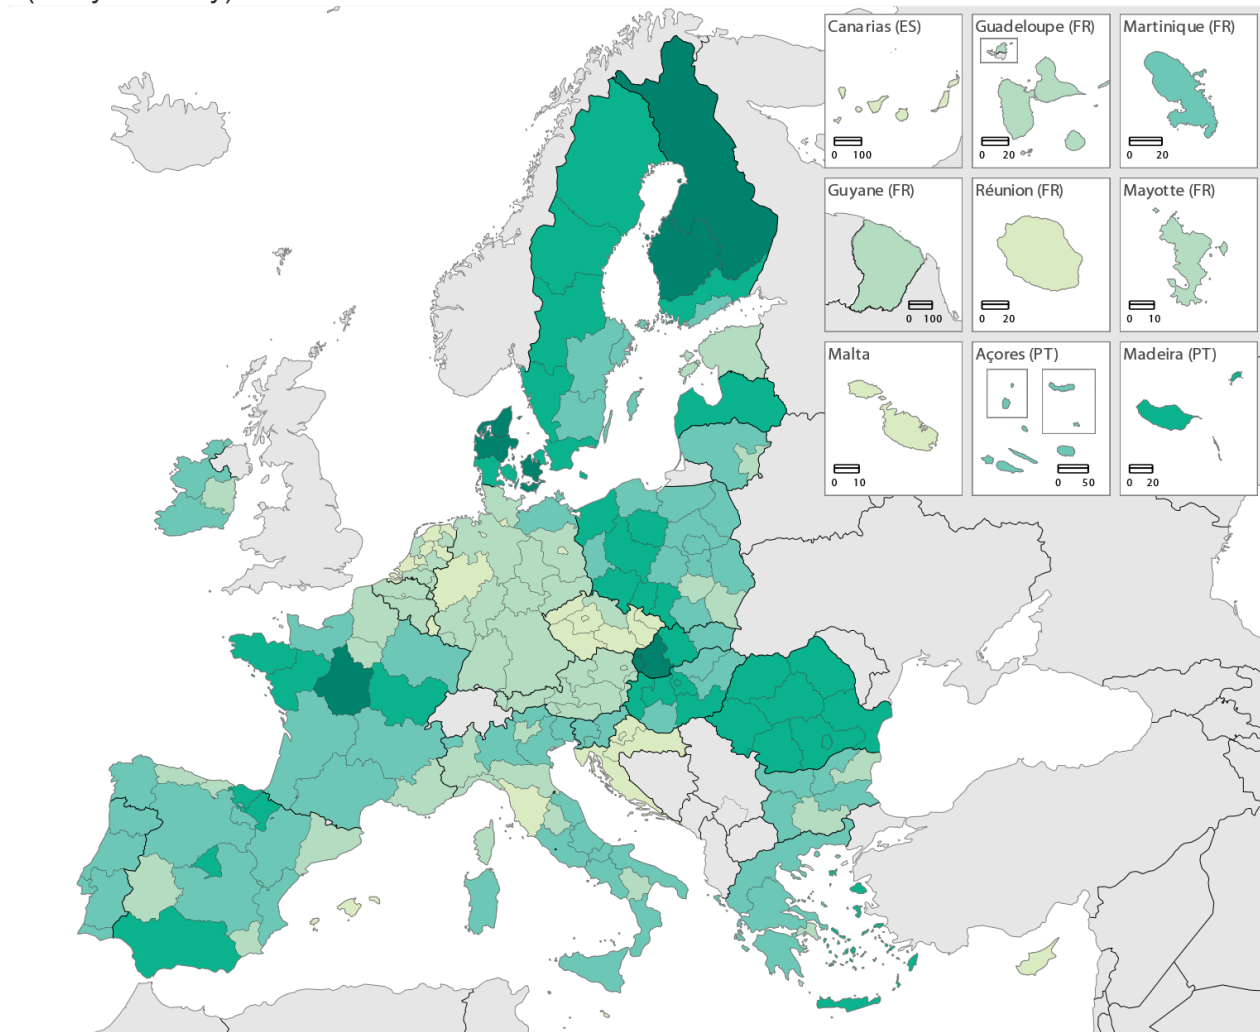 Canarias (ES)
0 100
Guadeloupe (FR)
0 20
Martinique (FR)
0 20
Guyane (FR)
0 100
Réunion (FR)
0 20
Mayotte (FR)
0 10
Malta
0 10
Açores (PT)
0 50
Madeira (PT)
0 20